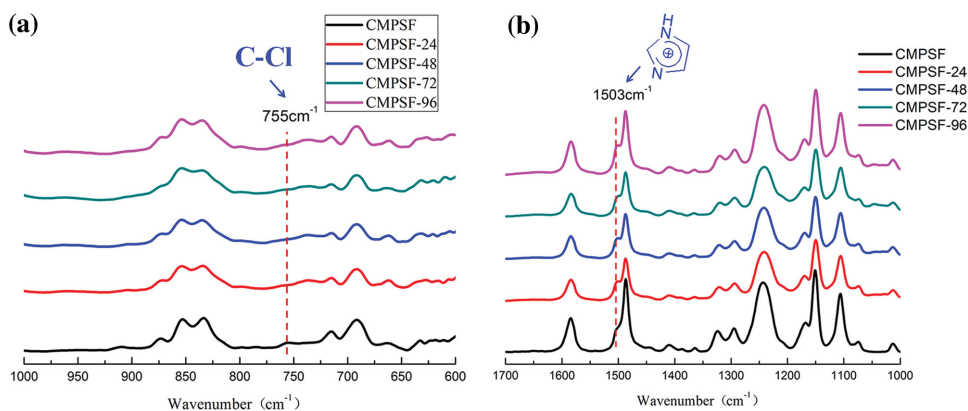 (a)
C-Cl
755cm-1
CMPSF
CMPSF-24
CMPSF-48
CMPSF-72
CMPSF-96
1000 950 900 850 800 750 700 650 600
Wavenumber (cm-1)
(b)
H
N
N
⊕
1503cm-1
CMPSF
CMPSF-24
CMPSF-48
CMPSF-72
CMPSF-96
1700 1600 1500 1400 1300 1200 1100 1000
Wavenumber (cm-1)